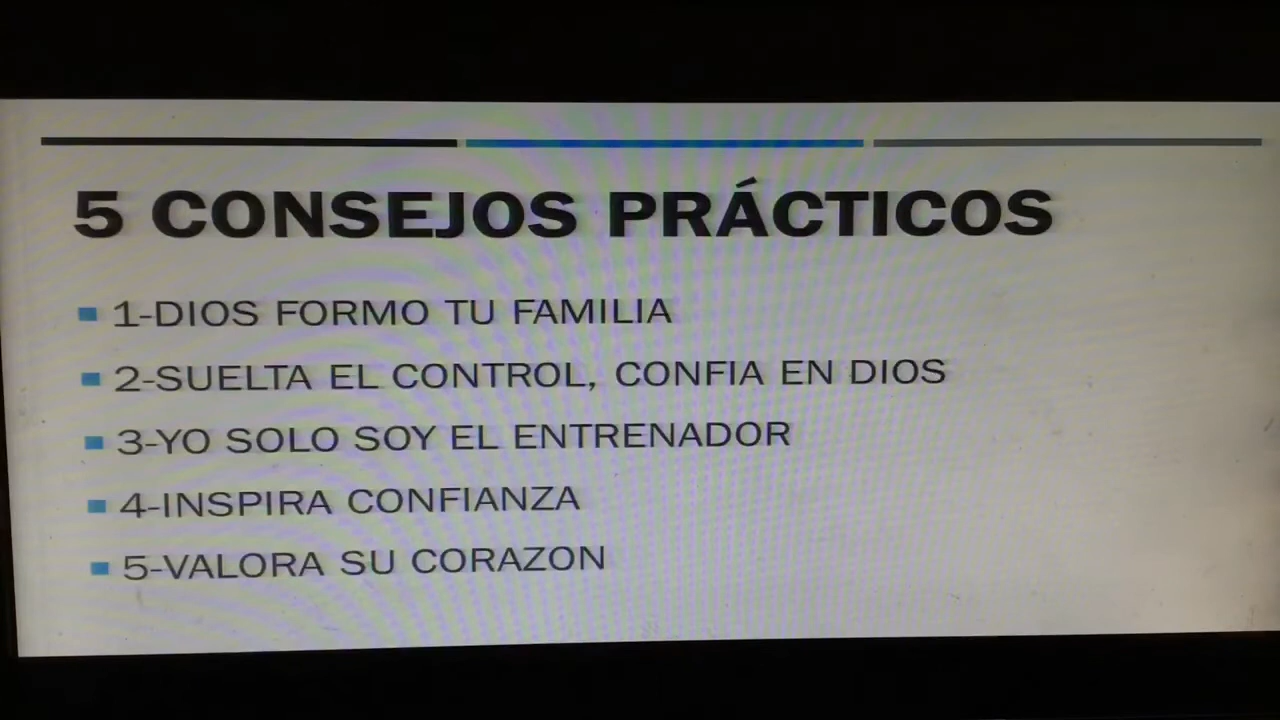 5 CONSEJOS PRÁCTICOS
1-DIOS FORMO TU FAMILIA
2-SUELTA EL CONTROL, CONFIA EN DIOS
3-YO SOLO SOY EL ENTRENADOR
4-INSPIRA CONFIANZA
5-VALORA SU CORAZON